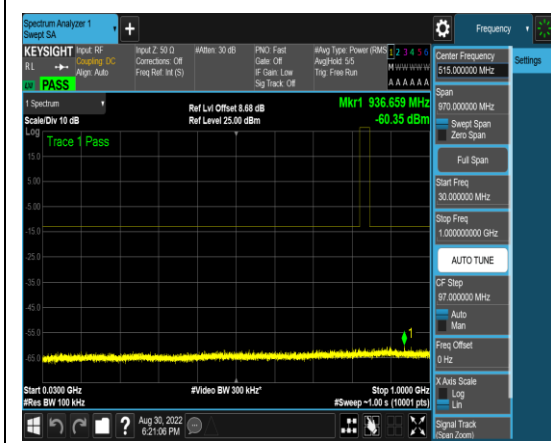 Spectrum Analyzer 1
Swept SA
Frequency
KEYSIGHT
RL
PASS
Input: RF
Coupling: DC
Align: Auto
Input Z: 50 Ω
Corrections: Off
Freq Ref: Int (S)
#Atten: 30 dB
PNO: Fast
Gate: Off
IF Gain: Low
Sig Track: Off
#Avg Type: Power (RMS
Avg|Hold: 5/5
Trig: Free Run
1 2 3 4 5 6
M W W W W W
A A A A A A
1 Spectrum
Scale/Div 10 dB
Ref Lvl Offset 8.68 dB
Ref Level 25.00 dBm
Mkr1 936.659 MHz
-60.35 dBm
Log
Trace 1 Pass
15.0
5.00
-5.00
-15.0
-25.0
-35.0
-45.0
-55.0
-65.0
1
Start 0.0300 GHz
#Res BW 100 kHz
#Video BW 300 kHz*
Stop 1.0000 GHz
#Sweep ~1.00 s (10001 pts)
Aug 30, 2022
6:21:06 PM
?
Settings
Center Frequency
515.000000 MHz
Span
970.000000 MHz
Swept Span
Zero Span
Full Span
Start Freq
30.000000 MHz
Stop Freq
1.000000000 GHz
AUTO TUNE
CF Step
97.000000 MHz
Auto
Man
Freq Offset
0 Hz
X Axis Scale
Log
Lin
Signal Track
(Span Zoom)